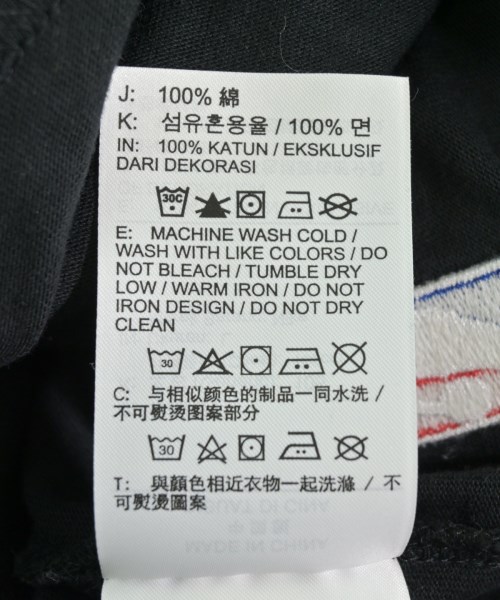 J: 100% 綿
K: 섬유혼용율 / 100% 면
IN: 100% KATUN / EKSKLUSIF
DARI DEKORASI
30C
E: MACHINE WASH COLD /
WASH WITH LIKE COLORS / DO
NOT BLEACH / TUMBLE DRY
LOW / WARM IRON / DO NOT
IRON DESIGN / DO NOT DRY
CLEAN
30
C: 与相似颜色的制品一同水洗 /
不可熨烫图案部分
30
T: 與顏色相近衣物一起洗滌 / 不
可熨燙圖案
MADE IN CHINA